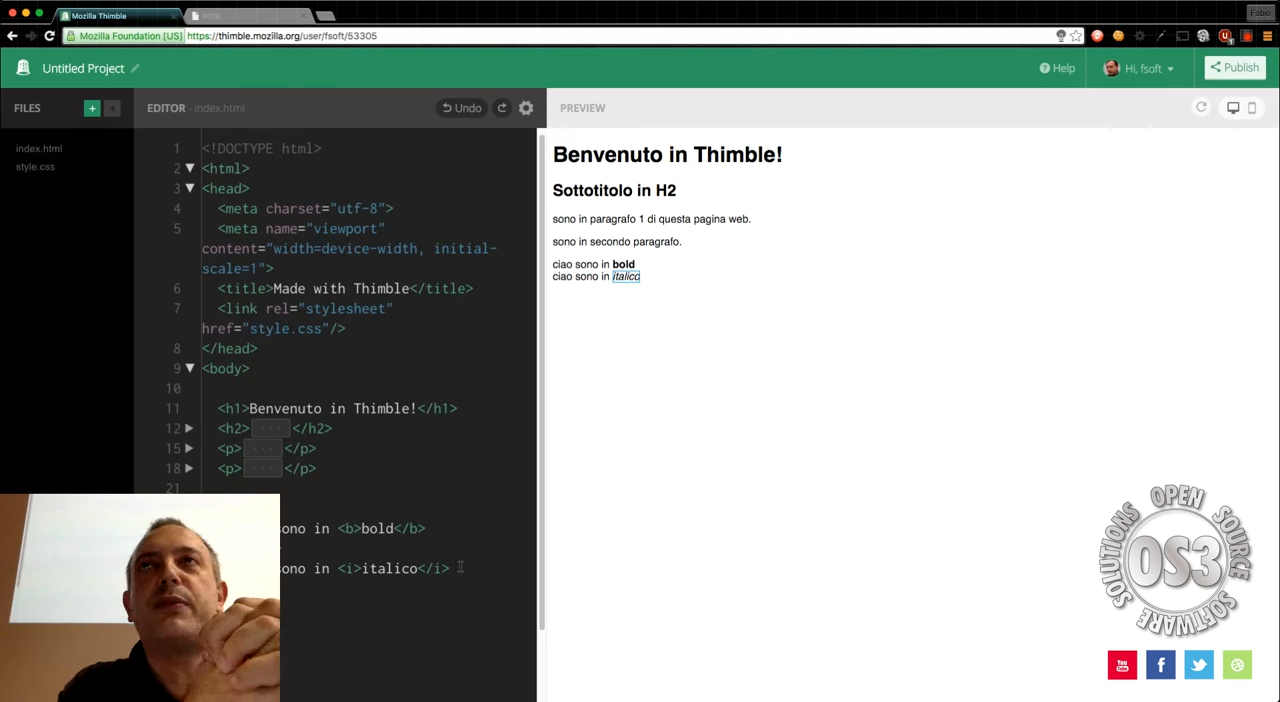 Mozilla Thimble
Fabio
Mozilla Foundation [US] https://thimble.mozilla.org/user/fsoft/53305
Untitled Project
Help
Hi, fsoft
Publish
FILES
EDITOR - index.html
Undo
PREVIEW
index.html
style.css
1 <!DOCTYPE html>
2 <html>
3 <head>
4 <meta charset="utf-8">
5 <meta name="viewport"
content="width=device-width, initial-
scale=1">
6 <title>Made with Thimble</title>
7 <link rel="stylesheet"
href="style.css"/>
8 </head>
9 <body>
10
11 <h1>Benvenuto in Thimble!</h1>
12 <h2>...</h2>
15 <p>...</p>
18 <p>...</p>
21
sono in <b>bold</b>
sono in <i>italico</i>
Benvenuto in Thimble!
Sottotitolo in H2
sono in paragrafo 1 di questa pagina web.
sono in secondo paragrafo.
ciao sono in bold
ciao sono in italico
OPEN SOURCE SOFTWARE SOLUTIONS
OS3
You Tube